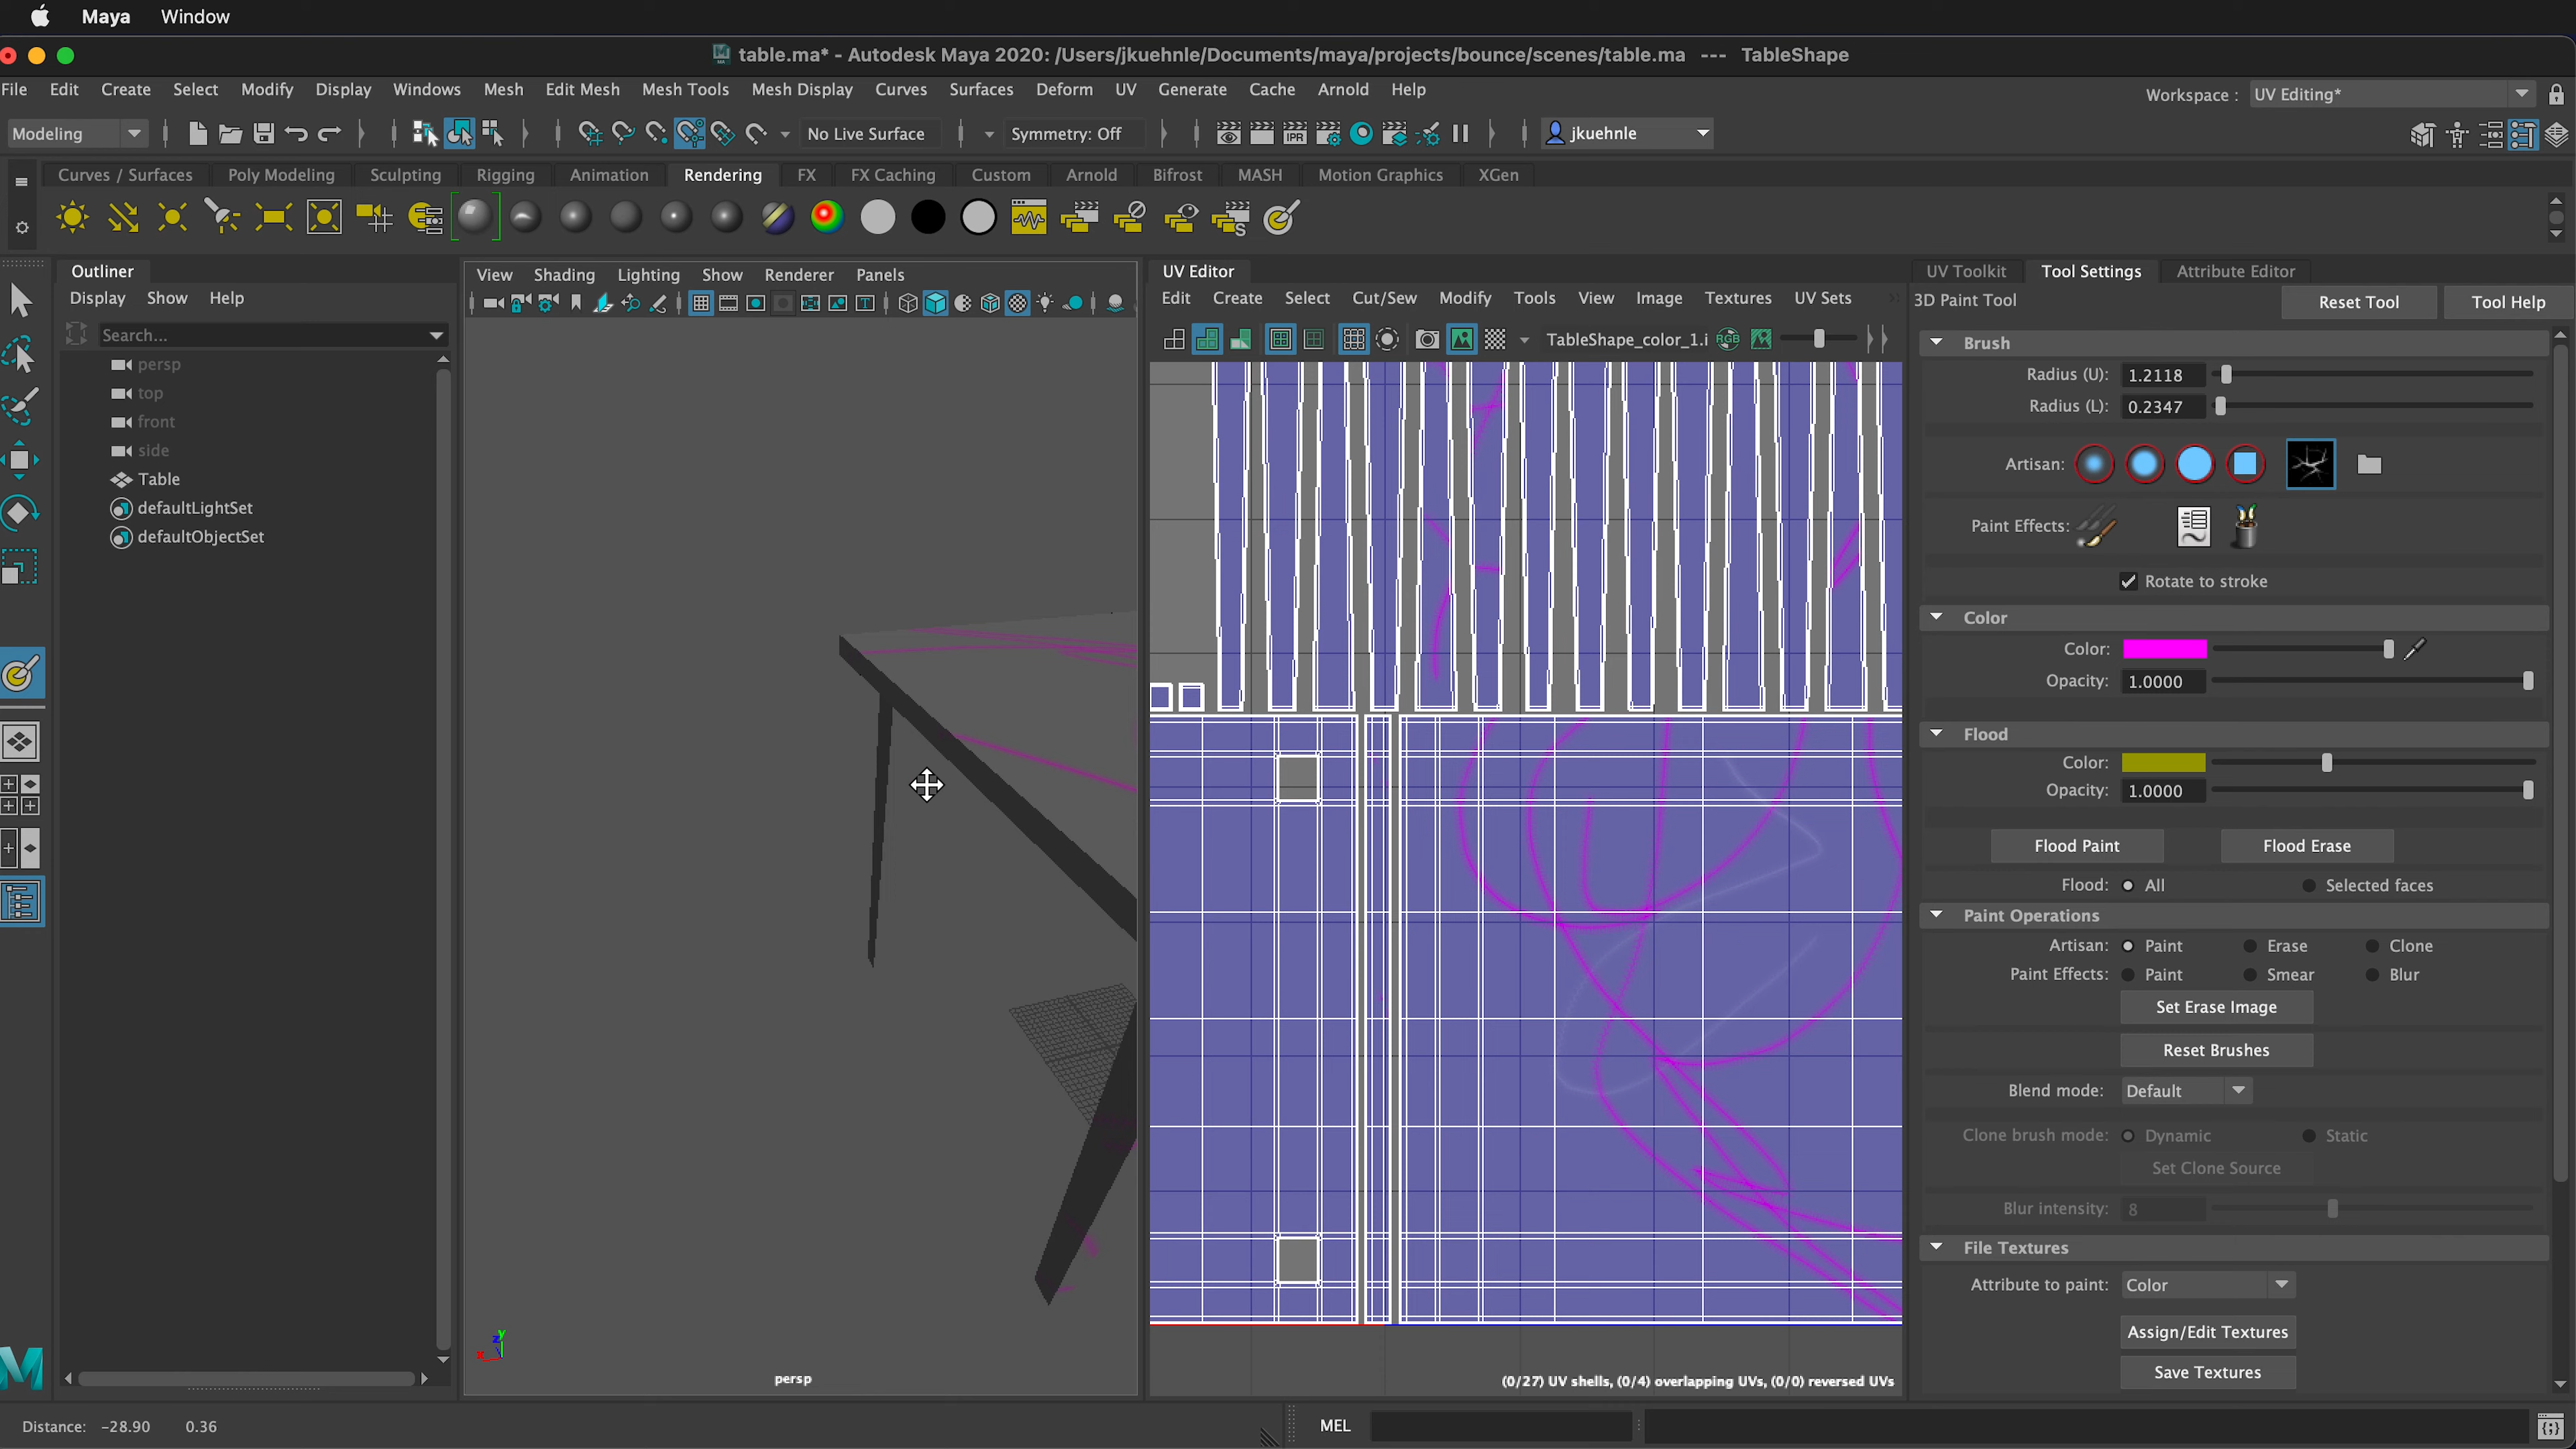 Maya Window
table.ma* - Autodesk Maya 2020: /Users/jkuehnle/Documents/maya/projects/bounce/scenes/table.ma --- TableShape
File Edit Create Select Modify Display Windows Mesh Edit Mesh Mesh Tools Mesh Display Curves Surfaces Deform UV Generate Cache Arnold Help
Workspace : UV Editing*
Modeling No Live Surface Symmetry: Off IPR jkuehnle
Curves / Surfaces Poly Modeling Sculpting Rigging Animation Rendering FX FX Caching Custom Arnold Bifrost MASH Motion Graphics XGen
Outliner
Display Show Help
Search...
persp
top
front
side
Table
defaultLightSet
defaultObjectSet
View Shading Lighting Show Renderer Panels
persp
UV Editor
Edit Create Select Cut/Sew Modify Tools View Image Textures UV Sets
TableShape_color_1.i RGB
(0/27) UV shells, (0/4) overlapping UVs, (0/0) reversed UVs
UV Toolkit Tool Settings Attribute Editor
3D Paint Tool Reset Tool Tool Help
Brush
Radius (U): 1.2118
Radius (L): 0.2347
Artisan:
Paint Effects:
Rotate to stroke
Color
Color:
Opacity: 1.0000
Flood
Color:
Opacity: 1.0000
Flood Paint Flood Erase
Flood: All Selected faces
Paint Operations
Artisan: Paint Erase Clone
Paint Effects: Paint Smear Blur
Set Erase Image
Reset Brushes
Blend mode: Default
Clone brush mode: Dynamic Static
Set Clone Source
Blur intensity: 8
File Textures
Attribute to paint: Color
Assign/Edit Textures
Save Textures
Distance: -28.90 0.36
MEL